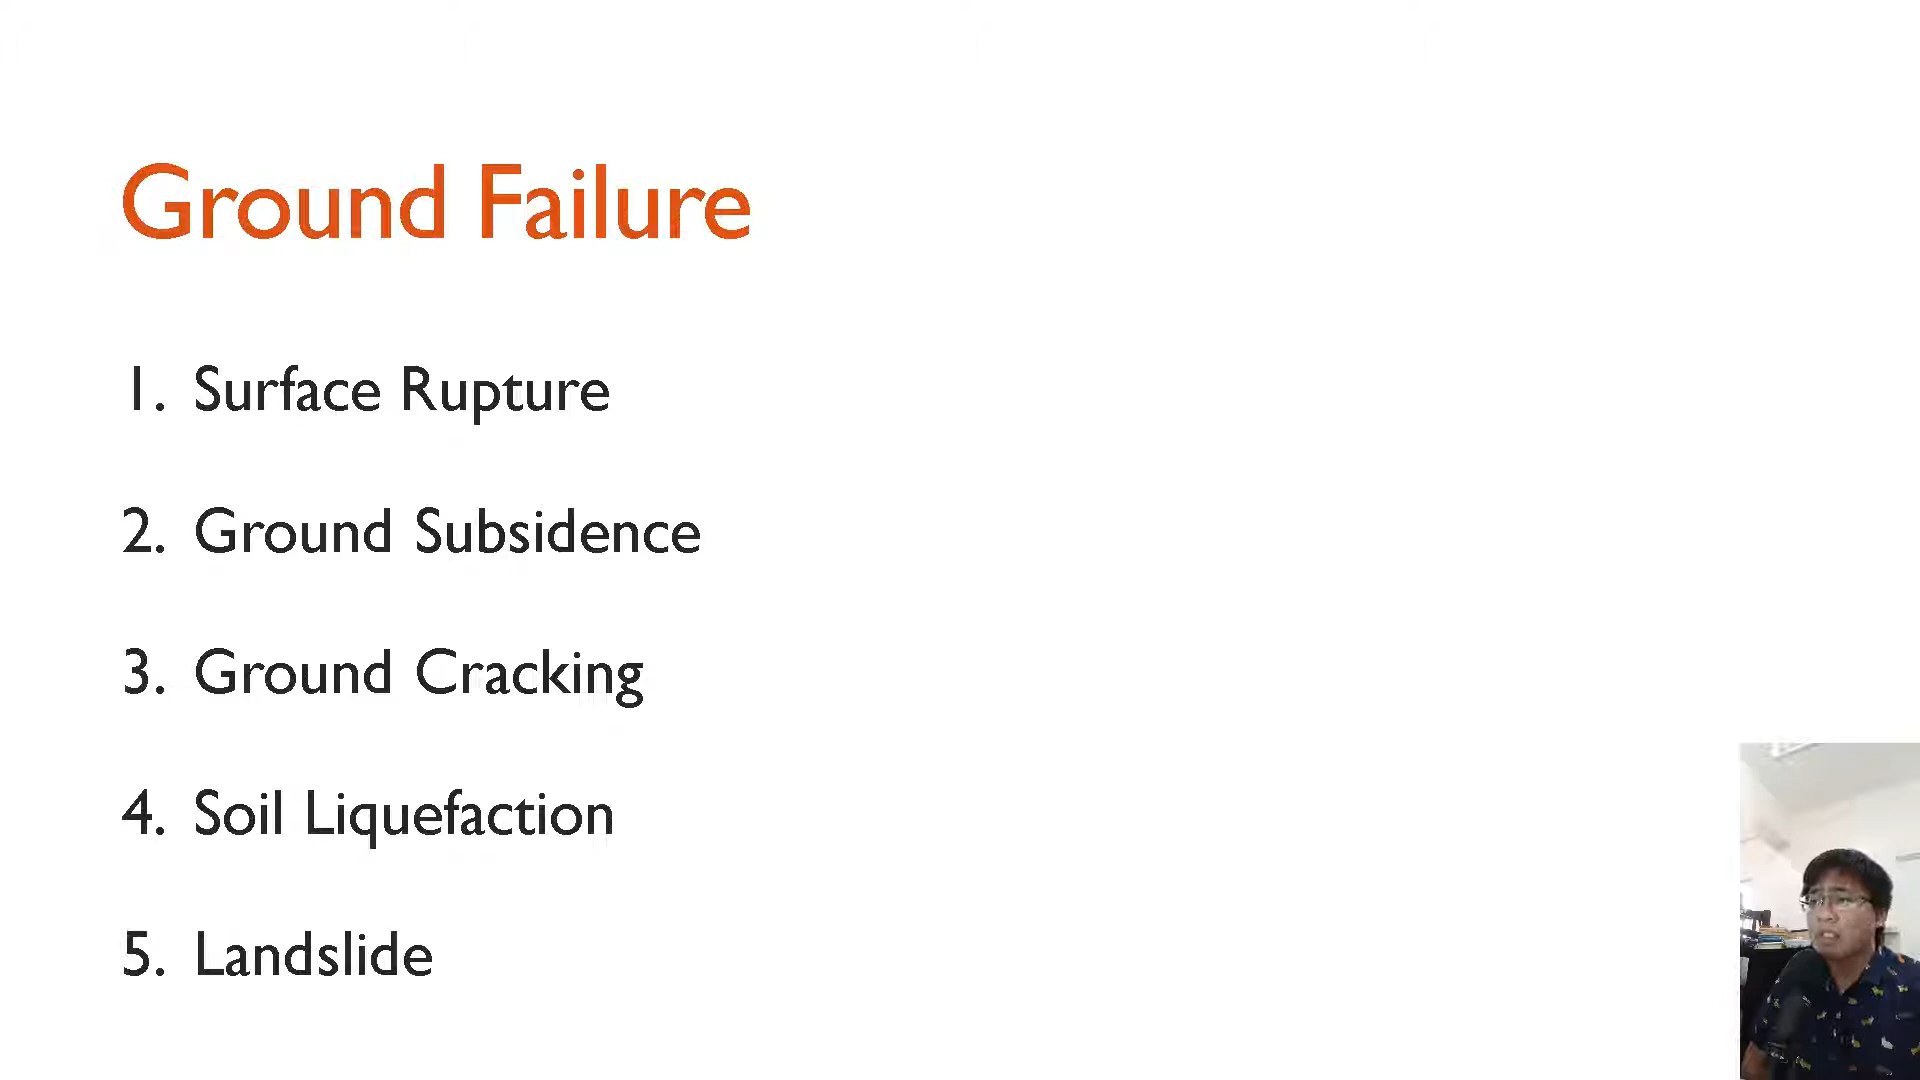 Ground Failure
1. Surface Rupture
2. Ground Subsidence
3. Ground Cracking
4. Soil Liquefaction
5. Landslide